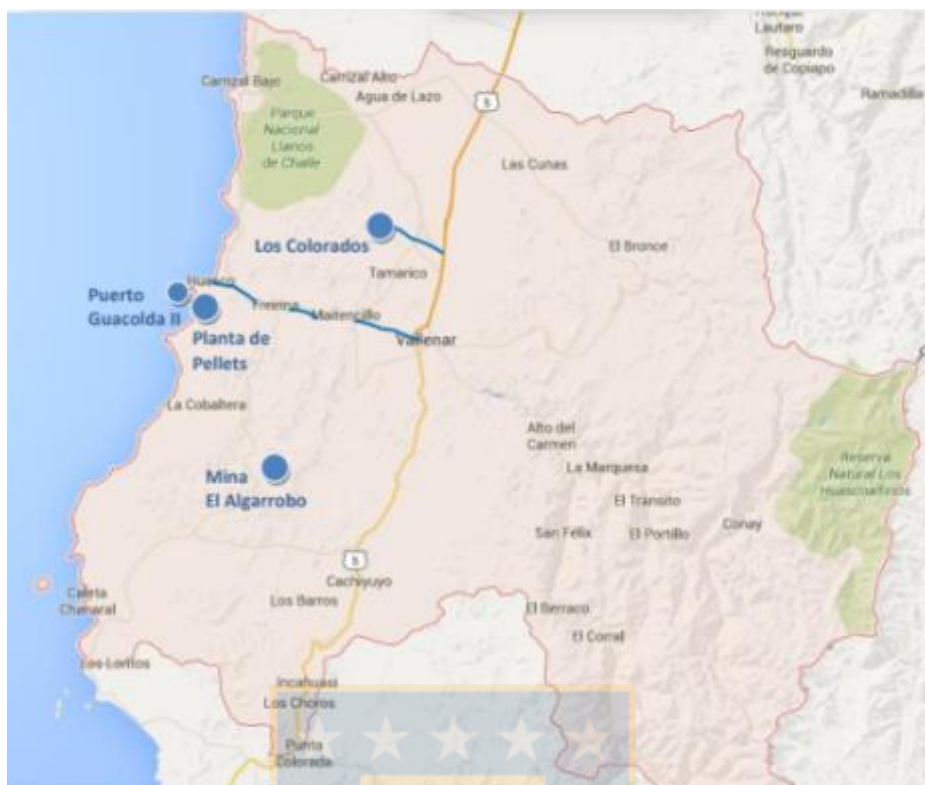 Lautaro
Resguardo
de Copiapo
Ramadilla
Carrizal Bajo
Carrizal Alto
Agua de Lazo
5
Parque
Nacional
Llanos
de Challe
Las Cunas
Los Colorados
El Bronce
Tamarico
Huasco
Puerto
Guacolda II
Freirina
Maitencillo
Planta de
Pellets
Vallenar
La Cobaltera
Alto del
Carmen
La Marquesa
Reserva
Natural Los
Huascoaltinos
Mina
El Algarrobo
El Transito
Conay
San Félix
El Portillo
5
Cachiyuyo
Caleta
Chanaral
Los Barros
El Berraco
El Corral
Los Loritos
Incahuasi
Los Choros
Punta
Colorada